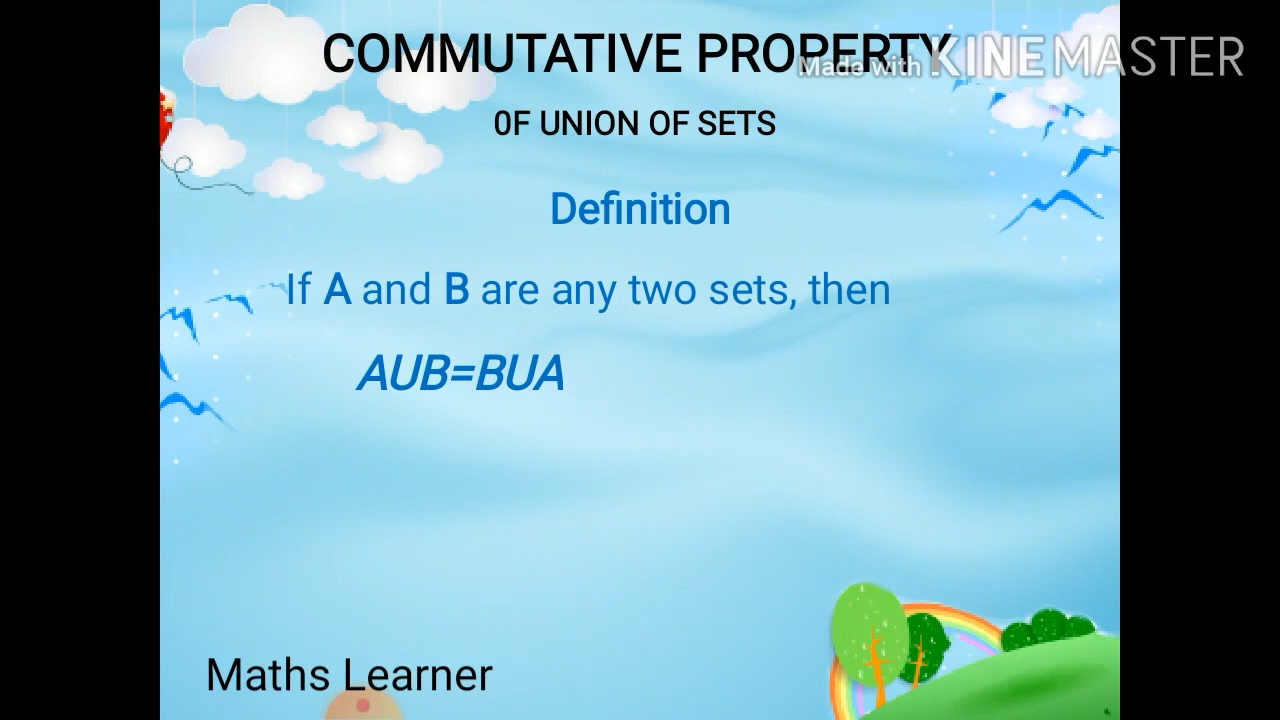 COMMUTATIVE PROPERTY
Made with KINEMASTER
0F UNION OF SETS
Definition
If A and B are any two sets, then
AUB=BUA
Maths Learner